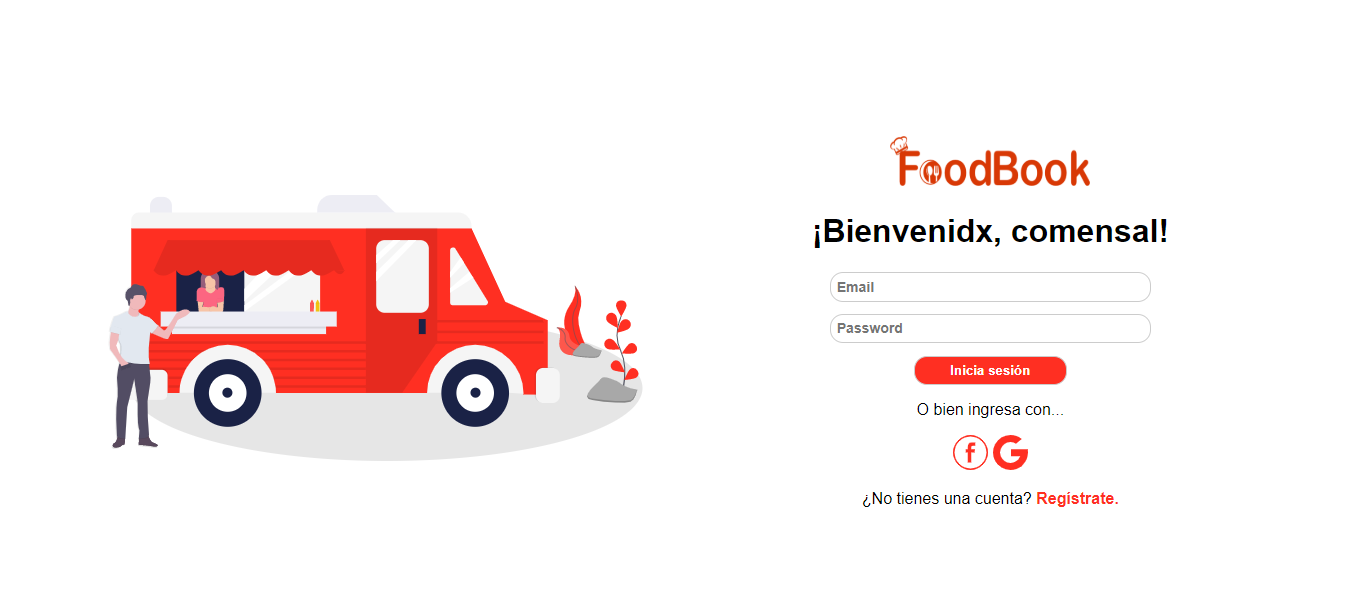 FoodBook
¡Bienvenidx, comensal!
Email
Password
Inicia sesión
O bien ingresa con...
f G
¿No tienes una cuenta? Regístrate.